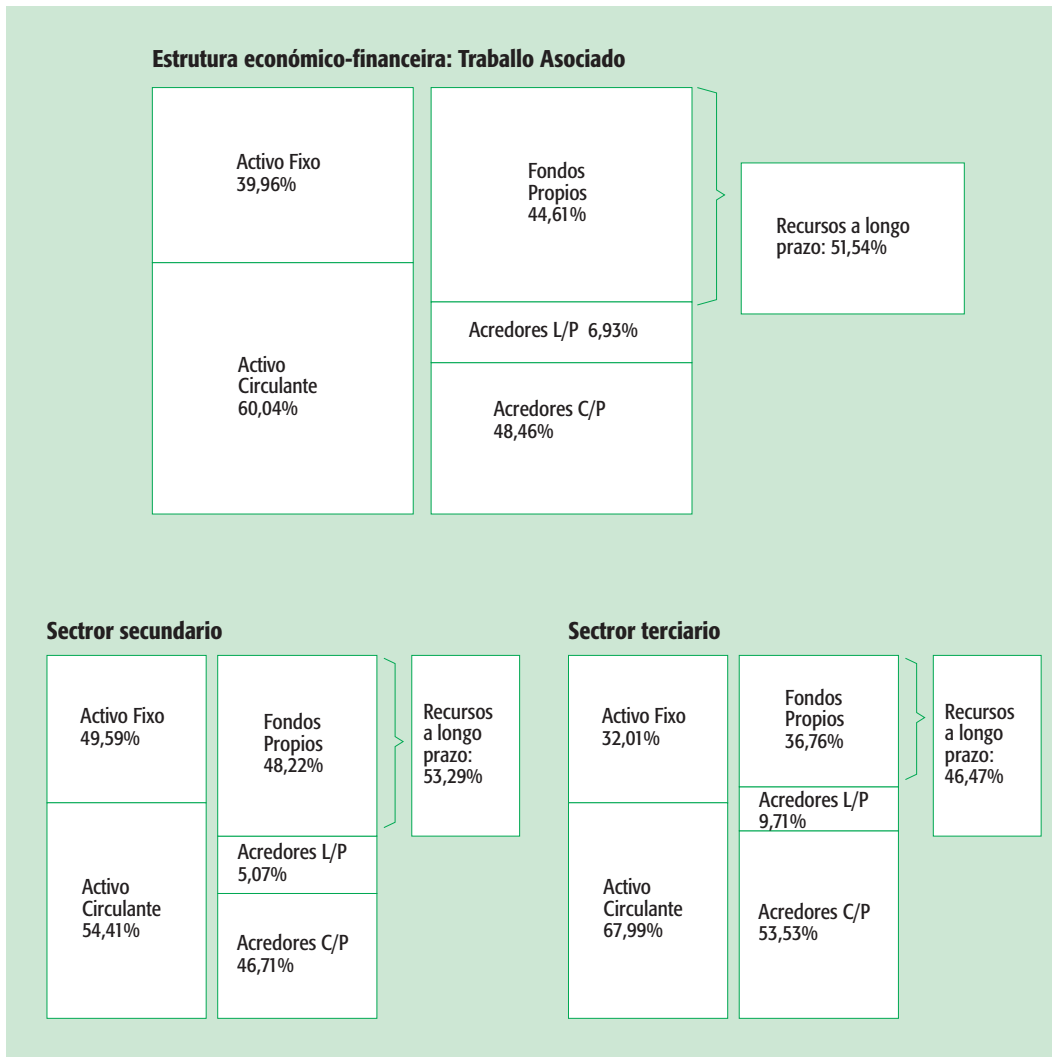 Estrutura económico-financeira: Traballo Asociado
Activo Fixo
39,96%
Activo
Circulante
60,04%
Fondos
Propios
44,61%
Acredores L/P 6,93%
Acredores C/P
48,46%
Recursos a longo
prazo: 51,54%
Sectror secundario
Activo Fixo
49,59%
Activo
Circulante
54,41%
Fondos
Propios
48,22%
Acredores L/P
5,07%
Acredores C/P
46,71%
Recursos
a longo
prazo:
53,29%
Sectror terciario
Activo Fixo
32,01%
Activo
Circulante
67,99%
Fondos
Propios
36,76%
Acredores L/P
9,71%
Acredores C/P
53,53%
Recursos
a longo
prazo:
46,47%